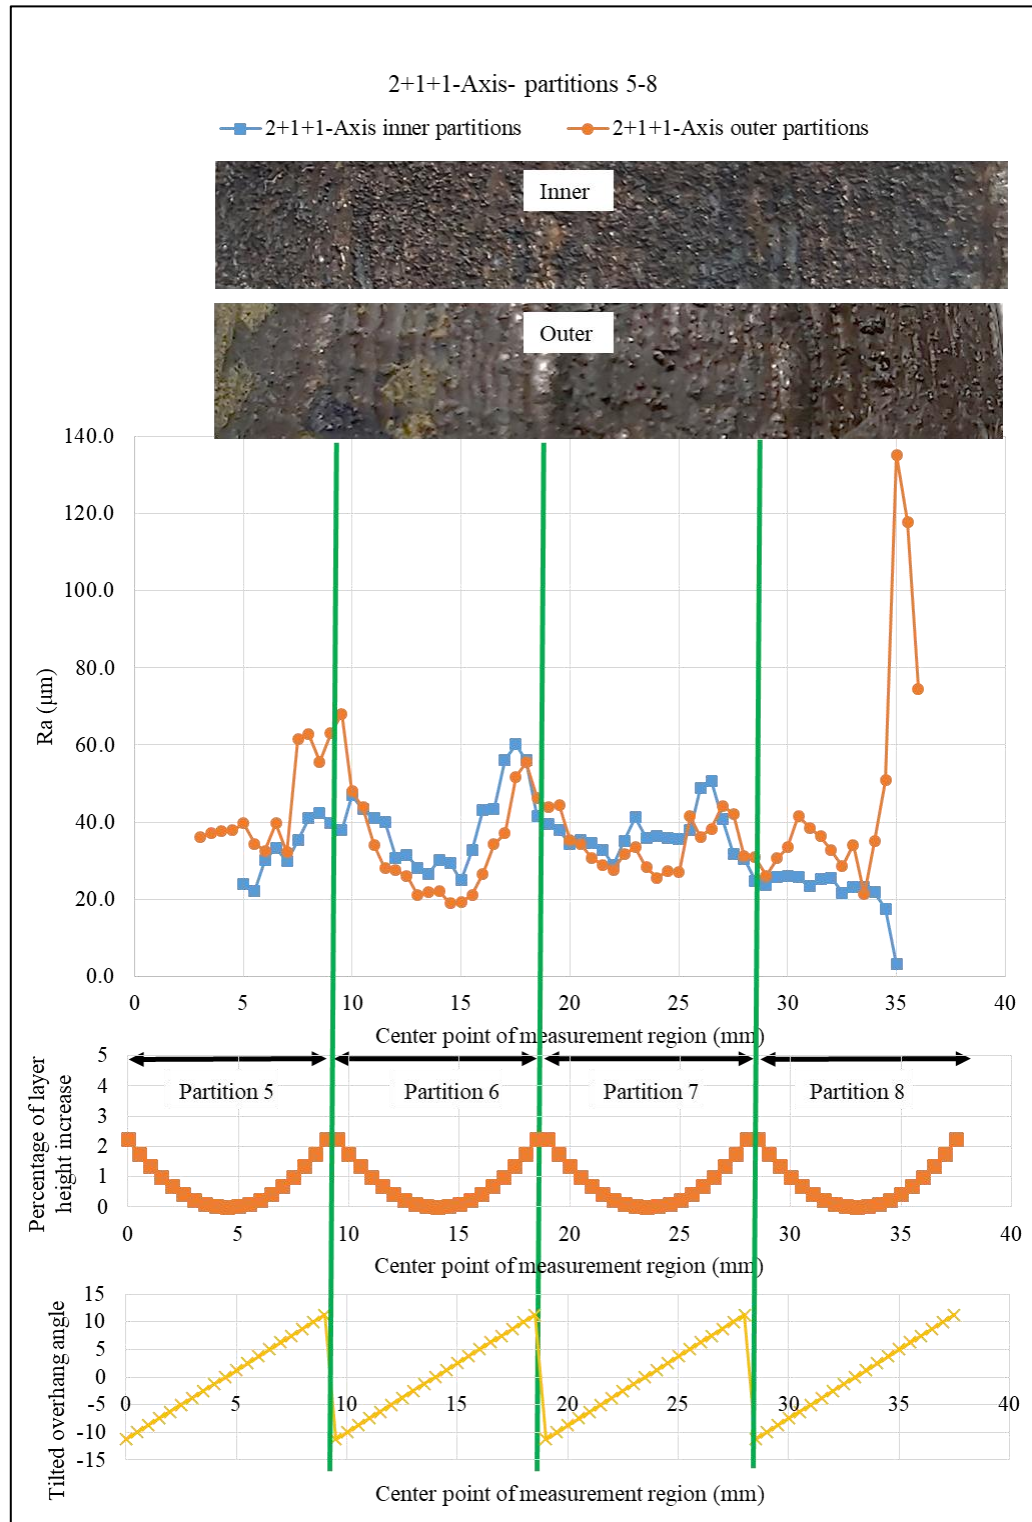 2+1+1-Axis- partitions 5-8
2+1+1-Axis inner partitions
2+1+1-Axis outer partitions
Inner
Outer
Ra (µm)
140.0
120.0
100.0
80.0
60.0
40.0
20.0
0.0
0 5 10 15 20 25 30 35 40
Center point of measurement region (mm)
Percentage of layer
height increase
5
4
3
2
1
0
Partition 5 Partition 6 Partition 7 Partition 8
0 5 10 15 20 25 30 35 40
Center point of measurement region (mm)
Tilted overhang angle
15
10
5
0
-5
-10
-15
0 5 10 15 20 25 30 35 40
Center point of measurement region (mm)